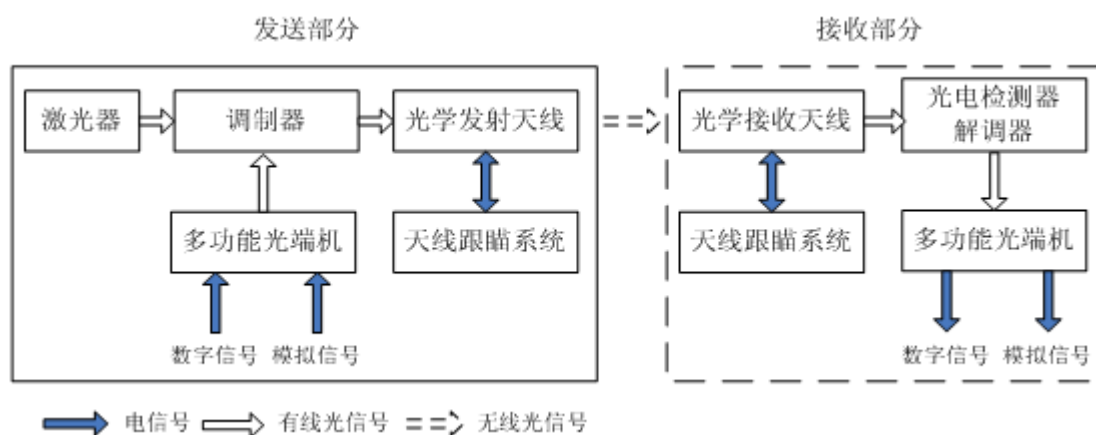 发送部分
接收部分
激光器
调制器
光学发射天线
光学接收天线
光电检测器
解调器
多功能光端机
天线跟瞄系统
天线跟瞄系统
多功能光端机
数字信号
模拟信号
数字信号
模拟信号
电信号
有线光信号
无线光信号